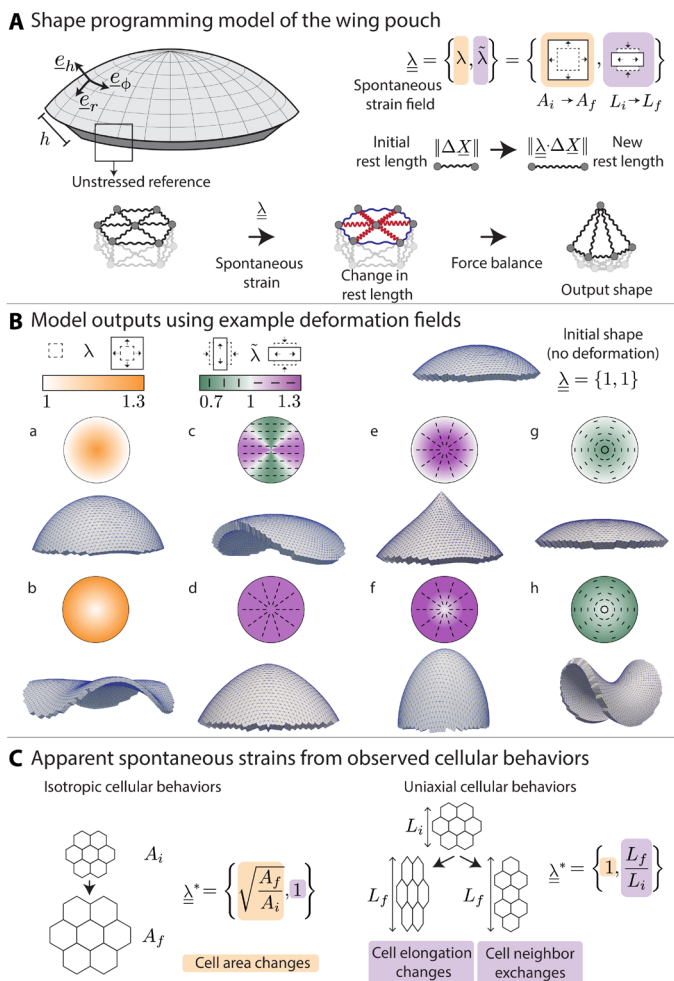 A Shape programming model of the wing pouch
e_h
e_ϕ
e_r
h
Unstressed reference
λ = { λ , λ̃ } = { , }
Spontaneous
strain field
A_i → A_f L_i → L_f
Initial
rest length
‖ΔX‖ ‖λ·ΔX‖
New
rest length
λ
Spontaneous
strain
Change in
rest length
Force balance
Output shape
B Model outputs using example deformation fields
λ
1 1.3
λ̃
0.7 1 1.3
Initial shape
(no deformation)
λ = {1, 1}
a c e g
b d f h
C Apparent spontaneous strains from observed cellular behaviors
Isotropic cellular behaviors
A_i
A_f
λ* = { √(A_f/A_i) , 1 }
Cell area changes
Uniaxial cellular behaviors
L_i
L_f
L_f
λ* = { 1, L_f/L_i }
Cell elongation
changes
Cell neighbor
exchanges